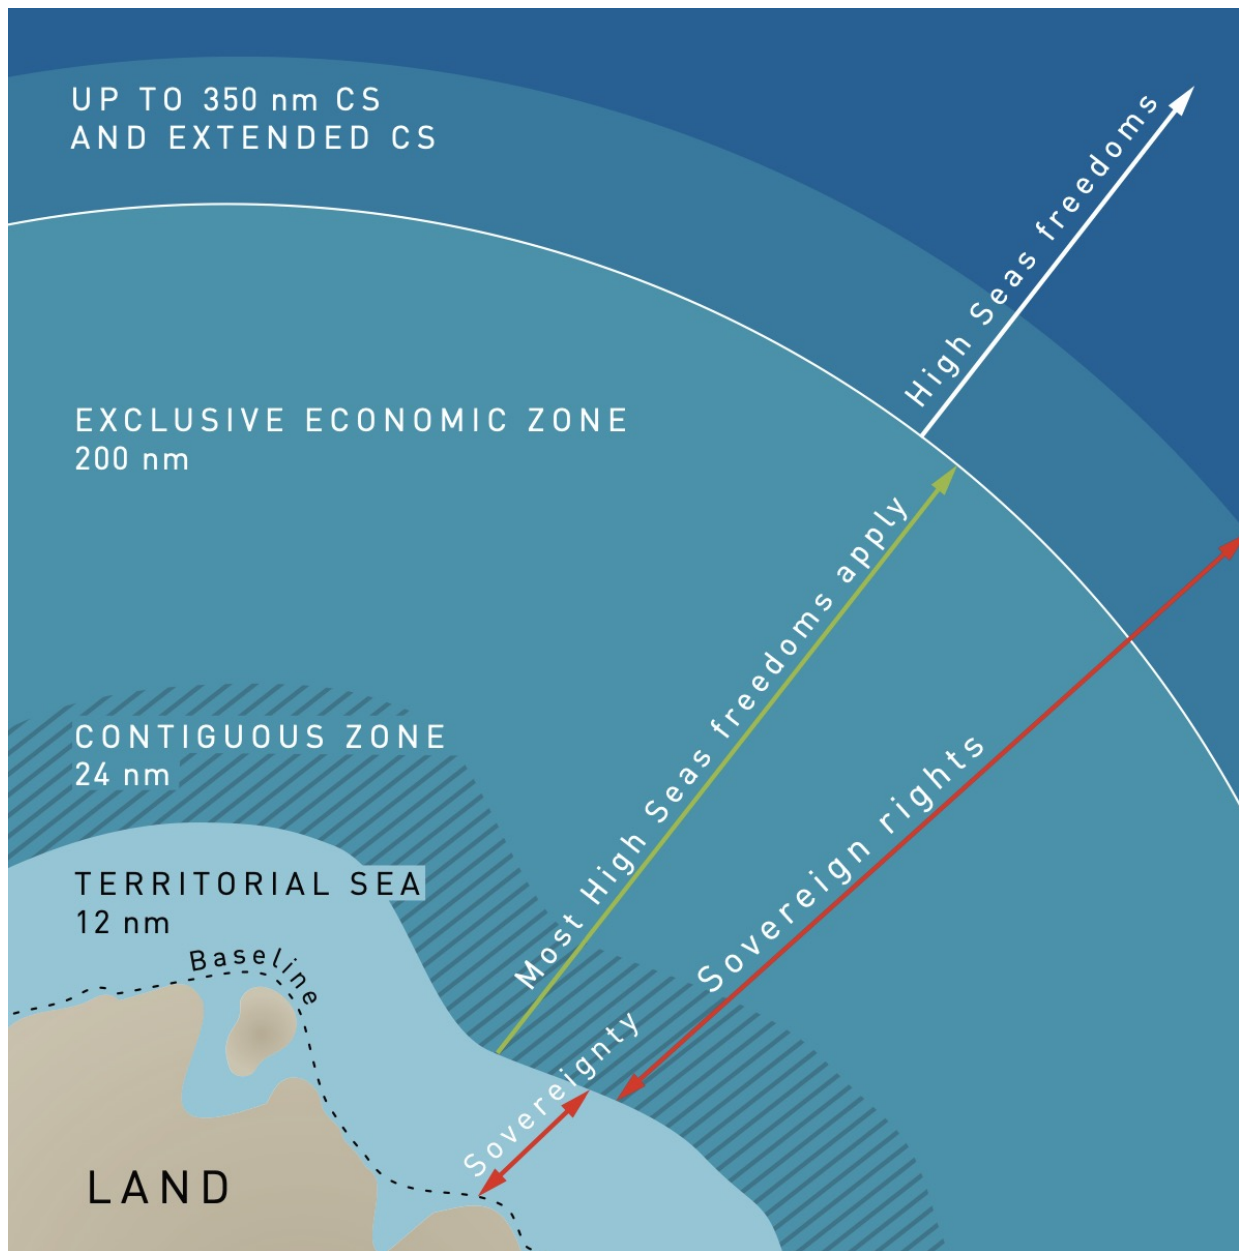 UP TO 350 nm CS
AND EXTENDED CS
High Seas freedoms
EXCLUSIVE ECONOMIC ZONE
200 nm
Most High Seas freedoms apply
Sovereign rights
CONTIGUOUS ZONE
24 nm
TERRITORIAL SEA
12 nm
Baseline
Sovereignty
LAND